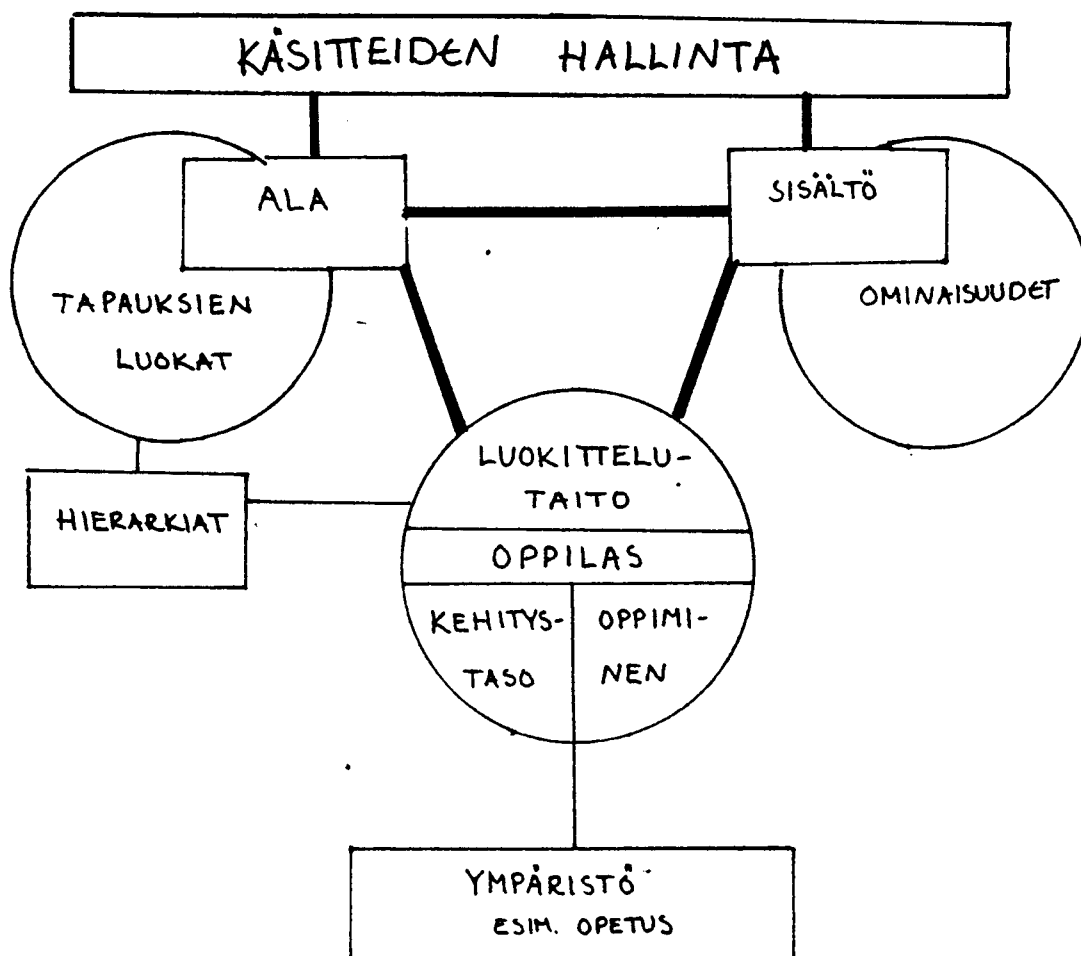 KÄSITTEIDEN HALLINTA
ALA
SISÄLTÖ
TAPAUKSIEN
LUOKAT
OMINAISUUDET
HIERARKIAT
LUOKITTELU-
TAITO
OPPILAS
KEHITYS-
TASO
OPPIMI-
NEN
YMPÄRISTÖ
ESIM. OPETUS